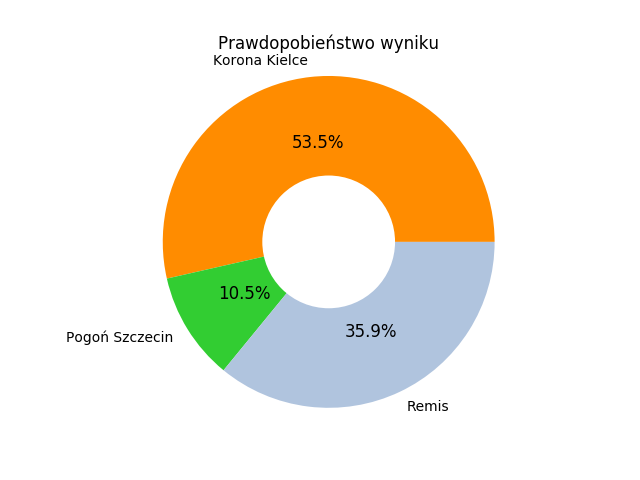 Prawdopobieństwo wyniku
Korona Kielce
53.5%
10.5%
35.9%
Pogoń Szczecin
Remis